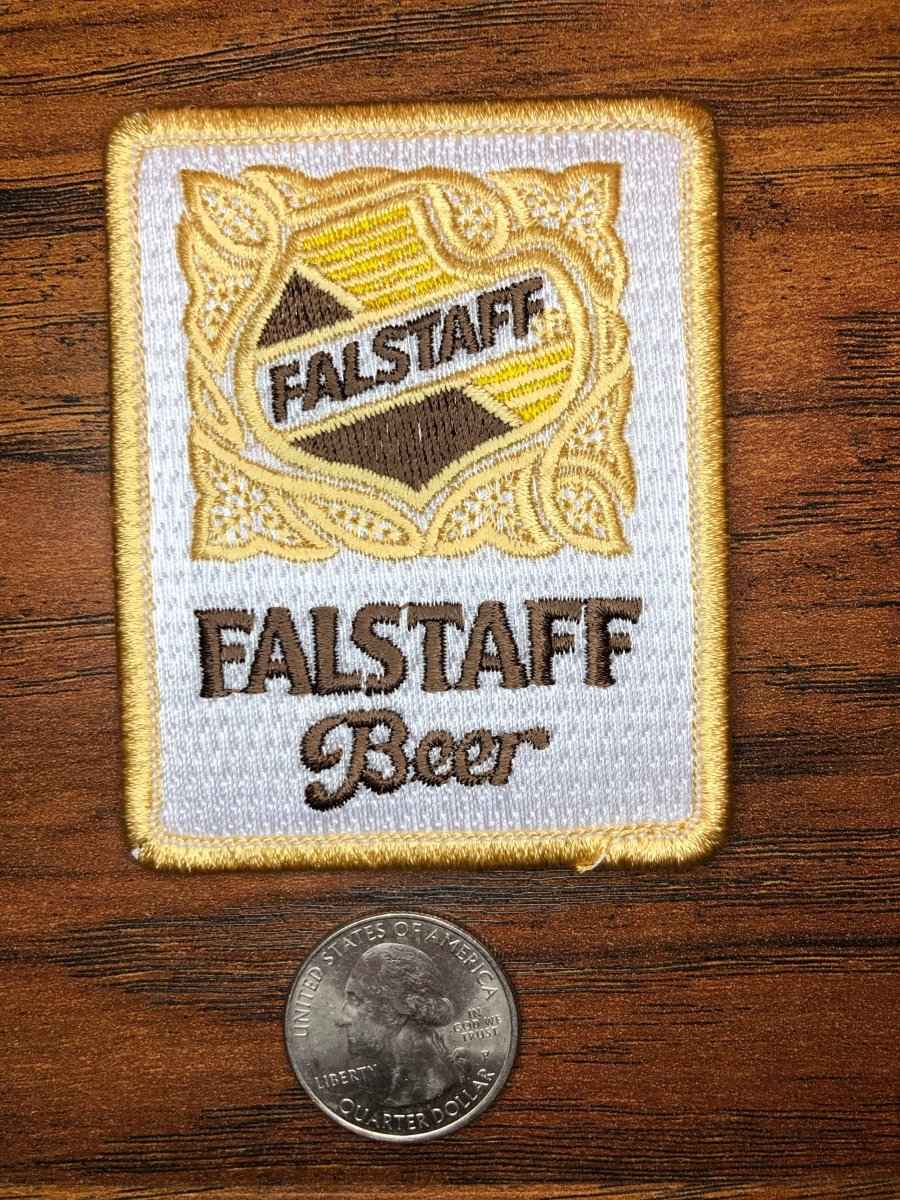 FALSTAFF
FALSTAFF
Beer
UNITED STATES OF AMERICA
IN
GOD WE
TRUST
P
LIBERTY
QUARTER DOLLAR